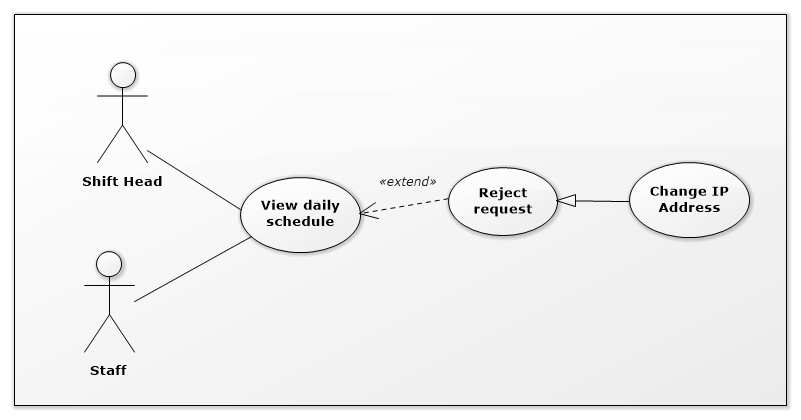 Shift Head
View daily
schedule
«extend»
Reject
request
Change IP
Address
Staff